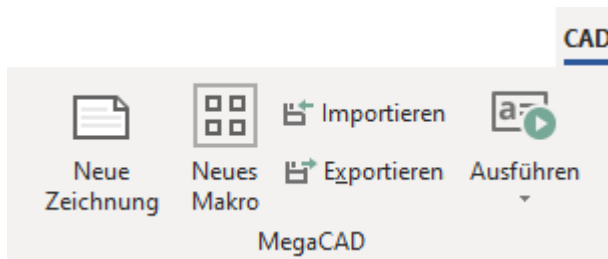 CAD
Neue
Zeichnung
Neues
Makro
Importieren
Exportieren
a=
Ausführen
MegaCAD